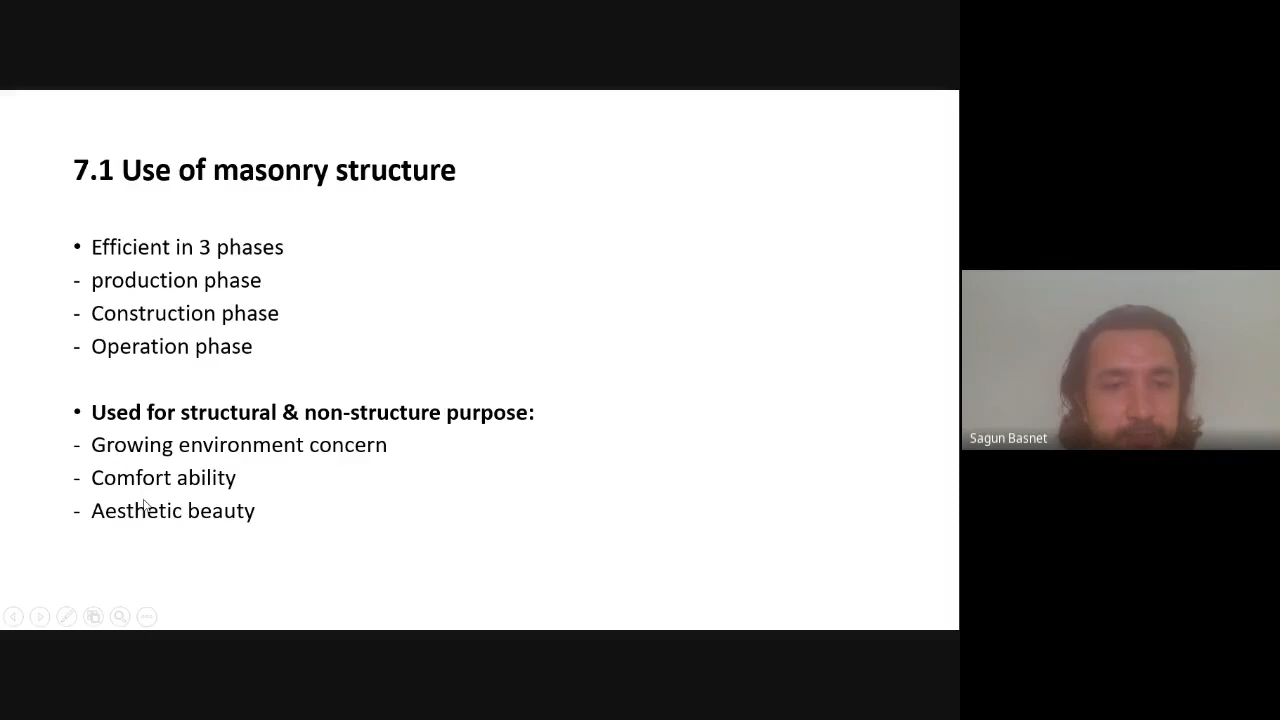 7.1 Use of masonry structure
• Efficient in 3 phases
- production phase
- Construction phase
- Operation phase
• Used for structural & non-structure purpose:
- Growing environment concern
- Comfort ability
- Aesthetic beauty
Sagun Basnet